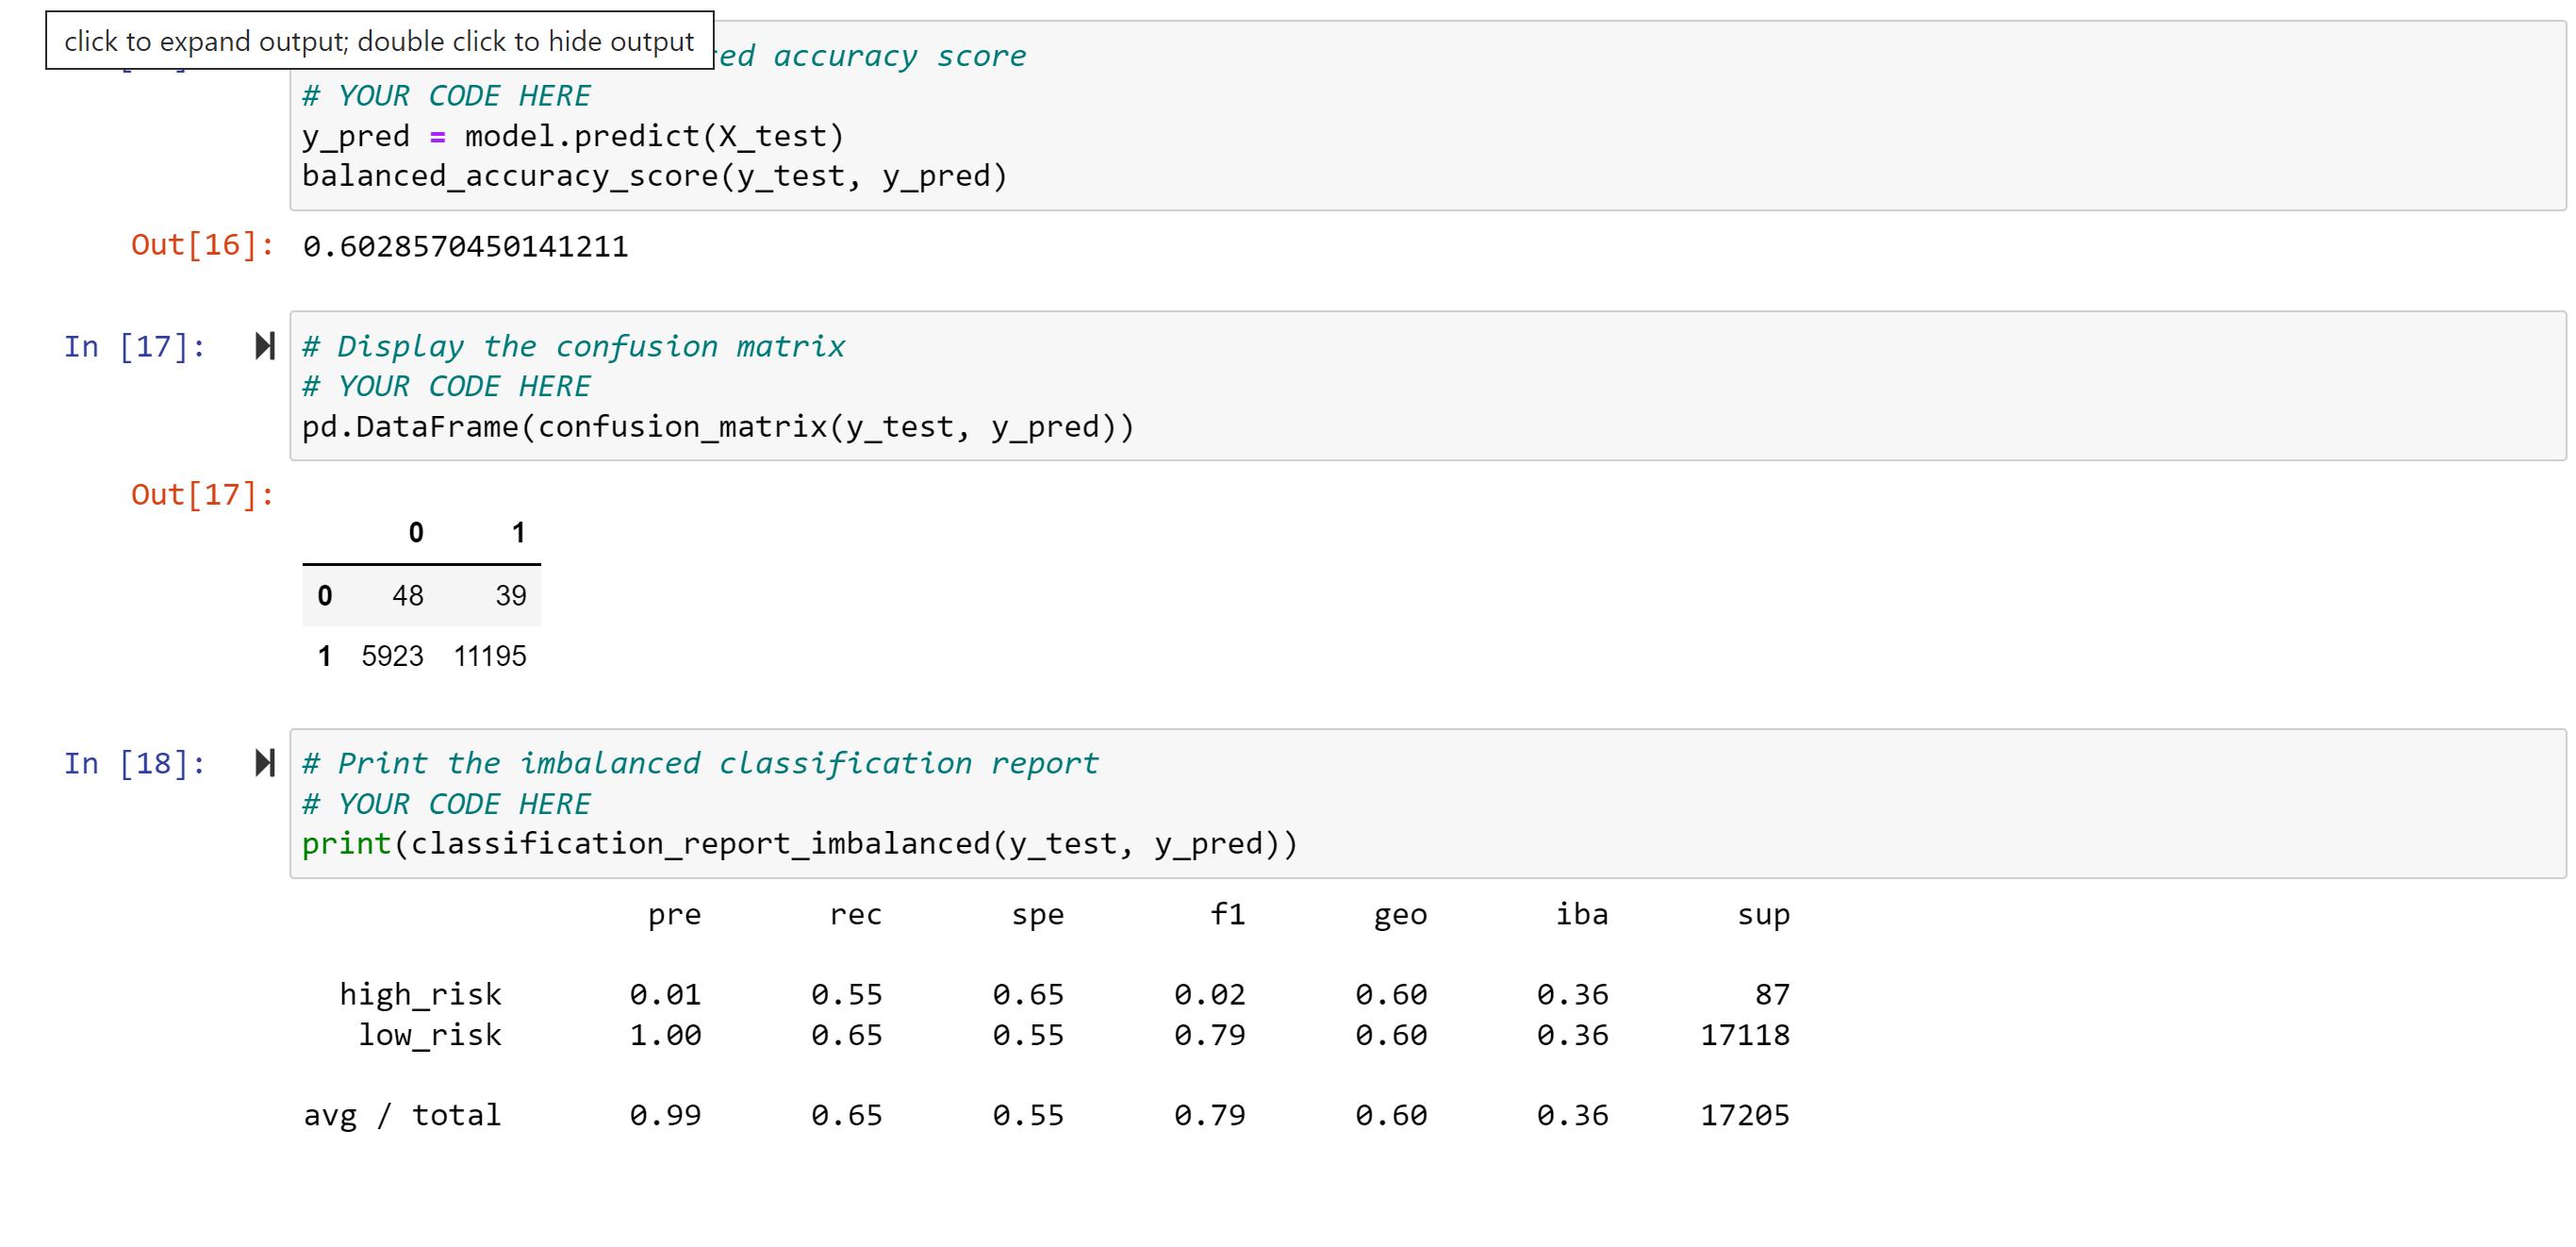 click to expand output; double click to hide output
ed accuracy score
# YOUR CODE HERE
y_pred = model.predict(X_test)
balanced_accuracy_score(y_test, y_pred)
Out[16]: 0.6028570450141211
In [17]: # Display the confusion matrix
# YOUR CODE HERE
pd.DataFrame(confusion_matrix(y_test, y_pred))
Out[17]:
0 1
0 48 39
1 5923 11195
In [18]: # Print the imbalanced classification report
# YOUR CODE HERE
print(classification_report_imbalanced(y_test, y_pred))
pre rec spe f1 geo iba sup
high_risk 0.01 0.55 0.65 0.02 0.60 0.36 87
low_risk 1.00 0.65 0.55 0.79 0.60 0.36 17118
avg / total 0.99 0.65 0.55 0.79 0.60 0.36 17205